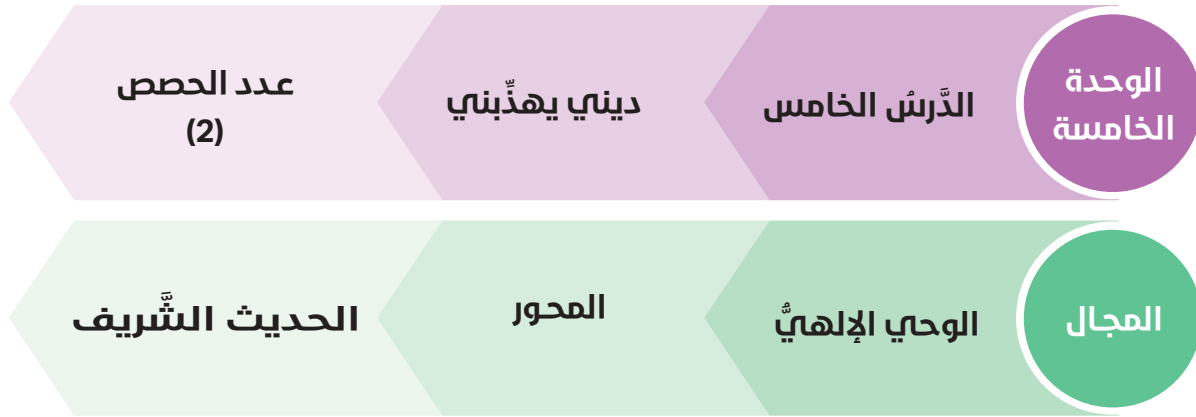 الوحدة
الخامسة
الدَّرسُ الخامس
ديني يهذِّبني
عدد الحصص
(2)
المجال
الوحي الإلهيُّ
المحور
الحديث الشَّريف